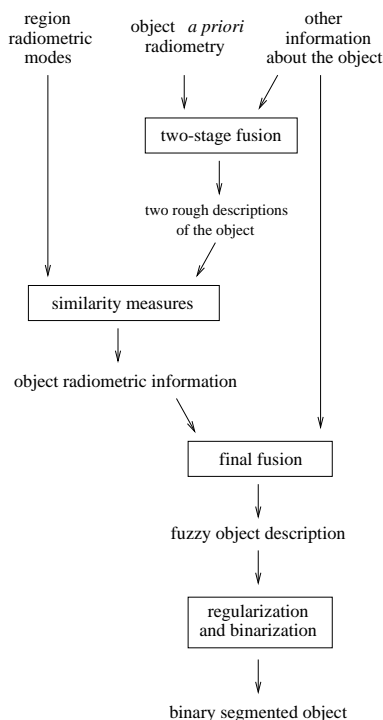 region
radiometric
modes
object a priori
radiometry
other
information
about the object
two-stage fusion
two rough descriptions
of the object
similarity measures
object radiometric information
final fusion
fuzzy object description
regularization
and binarization
binary segmented object